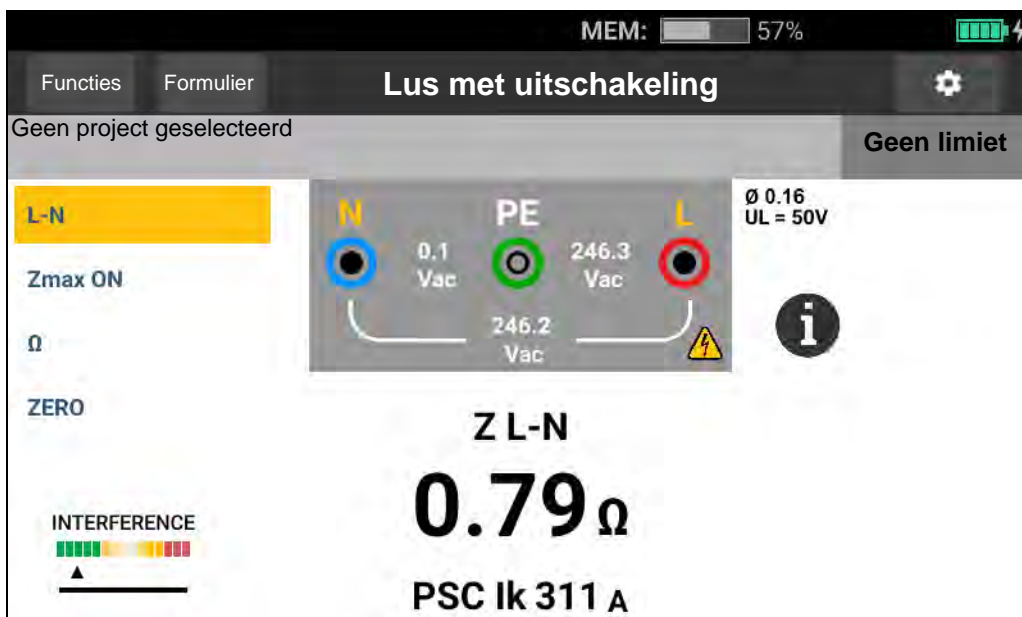 MEM: 57%
Functies Formulier Lus met uitschakeling
Geen project geselecteerd
Geen limiet
L-N
Zmax ON
Ω
ZERO
INTERFERENCE
N PE L
0.1 Vac
246.3 Vac
246.2 Vac
Ø 0.16
UL = 50V
i
Z L-N
0.79 Ω
PSC Ik 311 A